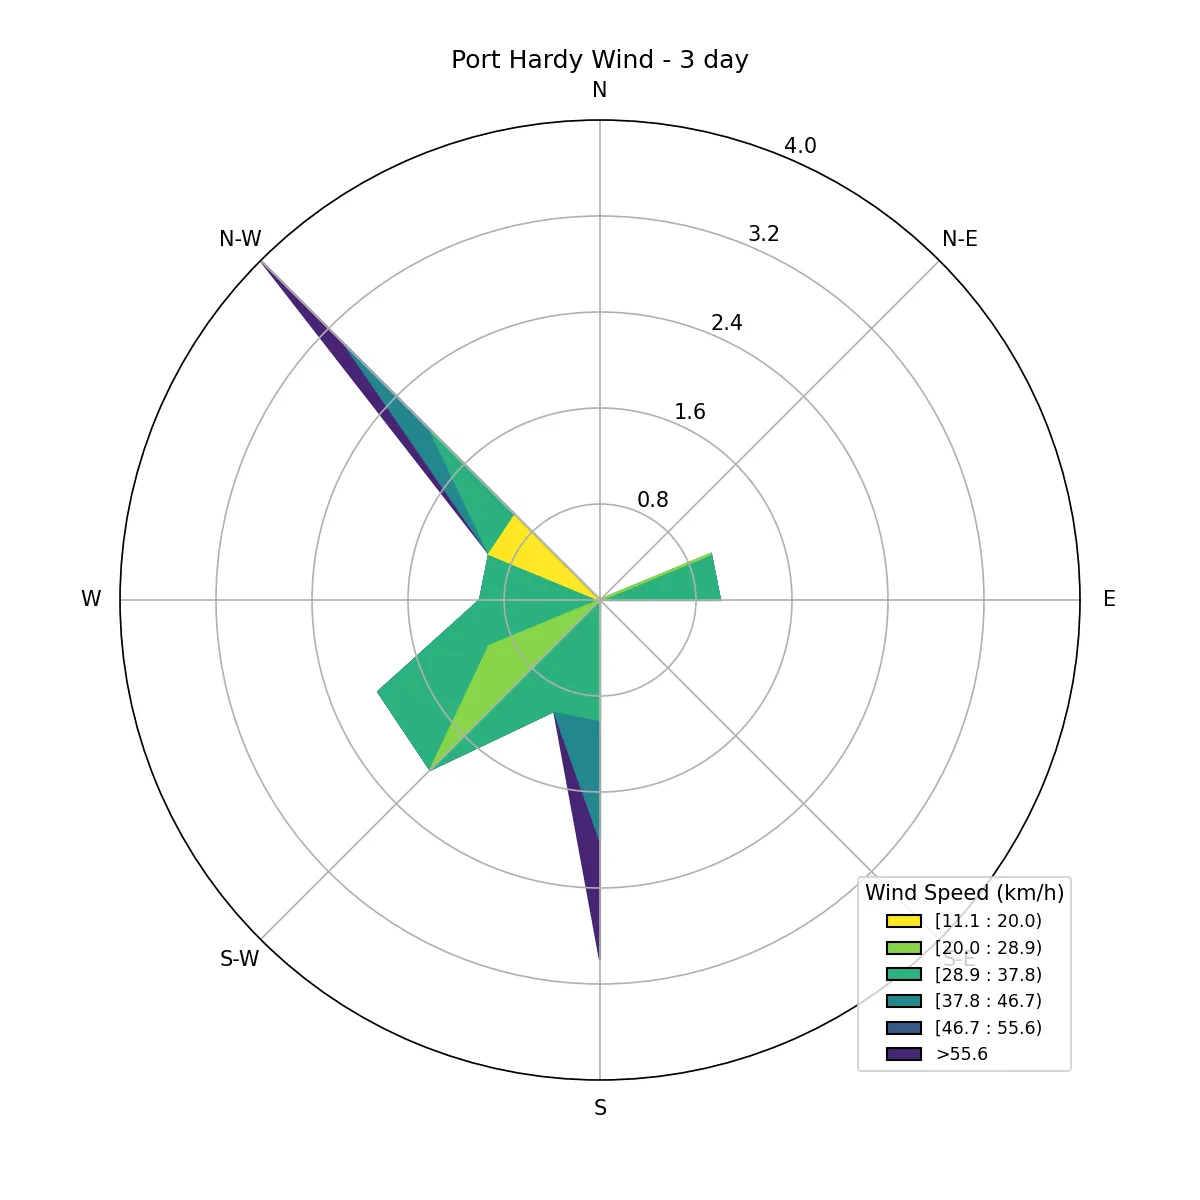 Port Hardy Wind - 3 day
N
4.0
N-W
3.2
N-E
2.4
1.6
0.8
W
E
S-W
S-E
S
Wind Speed (km/h)
[11.1 : 20.0)
[20.0 : 28.9)
[28.9 : 37.8)
[37.8 : 46.7)
[46.7 : 55.6)
>55.6